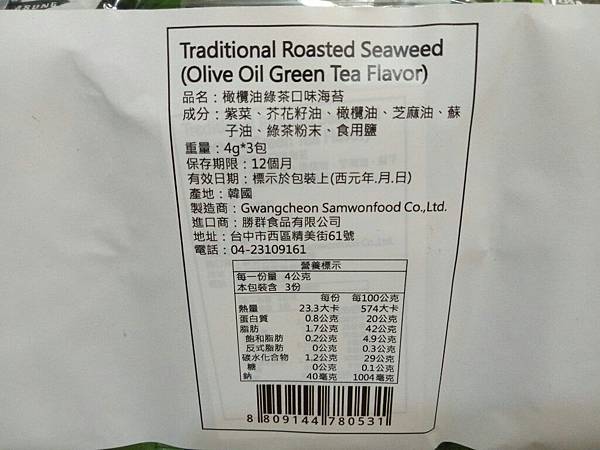 Traditional Roasted Seaweed
(Olive Oil Green Tea Flavor)
品名：橄欖油綠茶口味海苔
成分：紫菜、芥花籽油、橄欖油、芝麻油、蘇
子油、綠茶粉末、食用鹽
重量：4g*3包
保存期限：12個月
有效日期：標示於包裝上(西元年.月.日)
產地：韓國
製造商：Gwangcheon Samwonfood Co.,Ltd.
進口商：勝群食品有限公司
地址：台中市西區精美街61號
電話：04-23109161
營養標示
每一份量 4公克
本包裝含 3份
每份 每100公克
熱量 23.3大卡 574大卡
蛋白質 0.8公克 20公克
脂肪 1.7公克 42公克
飽和脂肪 0.2公克 4.9公克
反式脂肪 0公克 0.3公克
碳水化合物 1.2公克 29公克
糖 0公克 0.1公克
鈉 40毫克 1004毫克
8 809144 780531